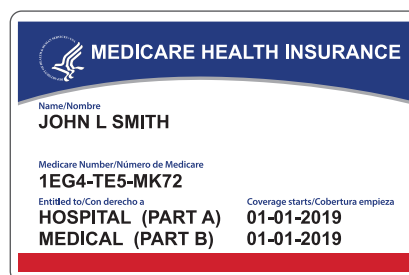 MEDICARE HEALTH INSURANCE
Name/Nombre
JOHN L SMITH
Medicare Number/Número de Medicare
1EG4-TE5-MK72
Entitled to/Con derecho a Coverage starts/Cobertura empieza
HOSPITAL (PART A) 01-01-2019
MEDICAL (PART B) 01-01-2019